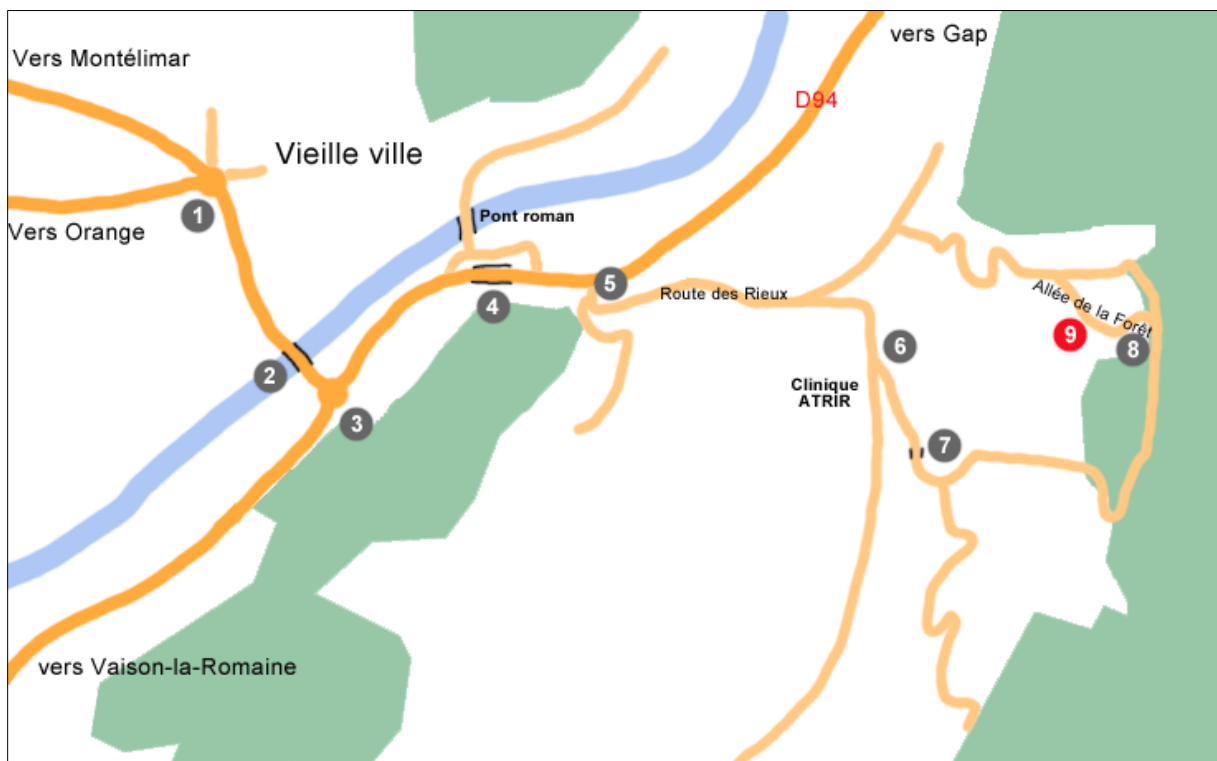 vers Gap
Vers Montélimar
D94
Vieille ville
1
Pont roman
Vers Orange
5
Route des Rieux
Allée de la Forêt
4
9
6
8
2
Clinique
ATRIR
3
7
vers Vaison-la-Romaine